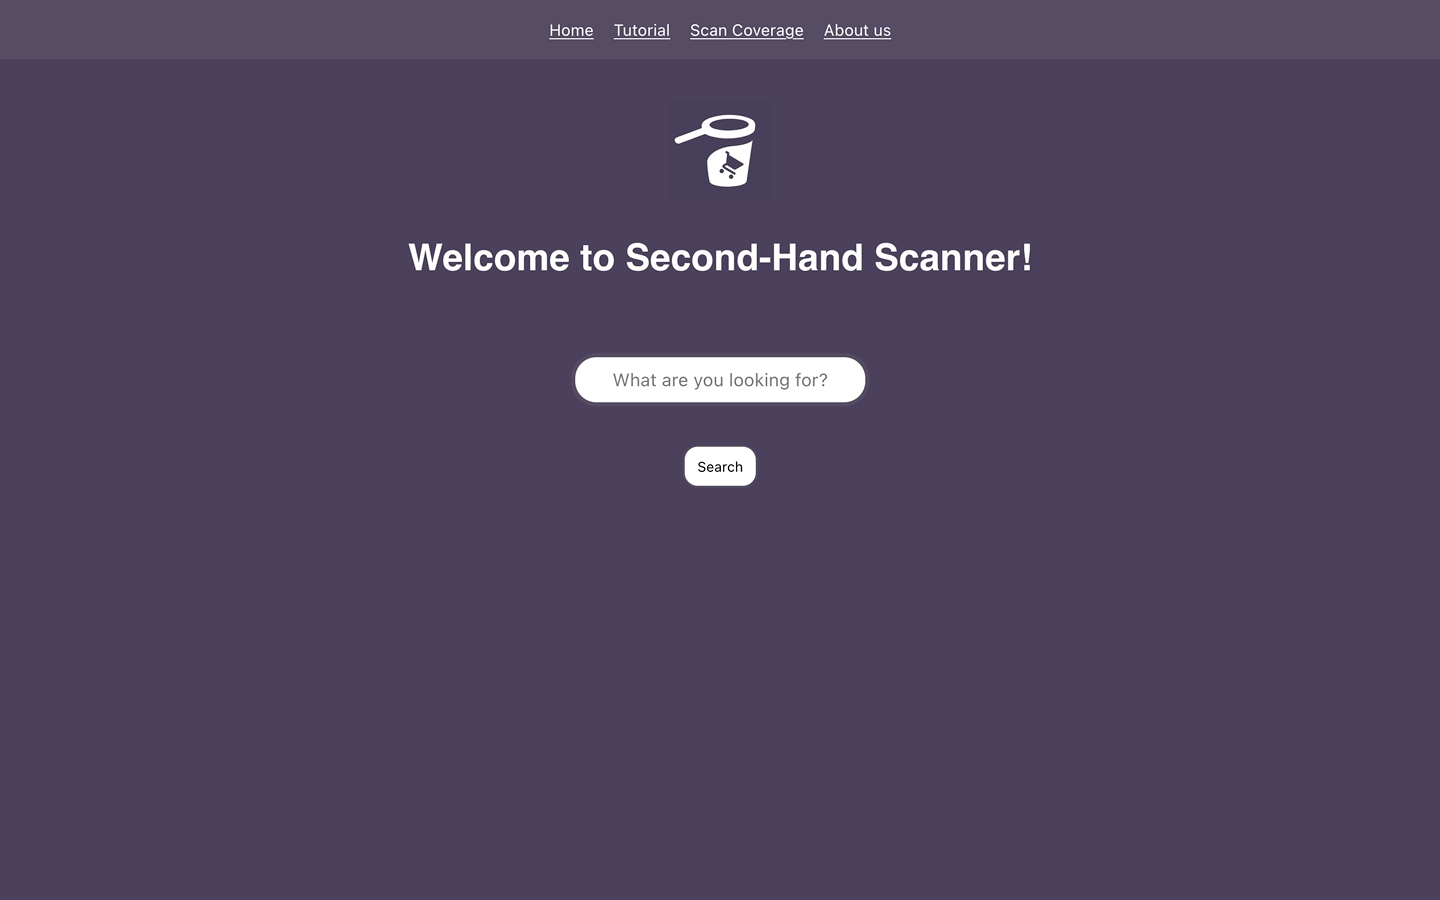 Home Tutorial Scan Coverage About us
Welcome to Second-Hand Scanner!
What are you looking for?
Search